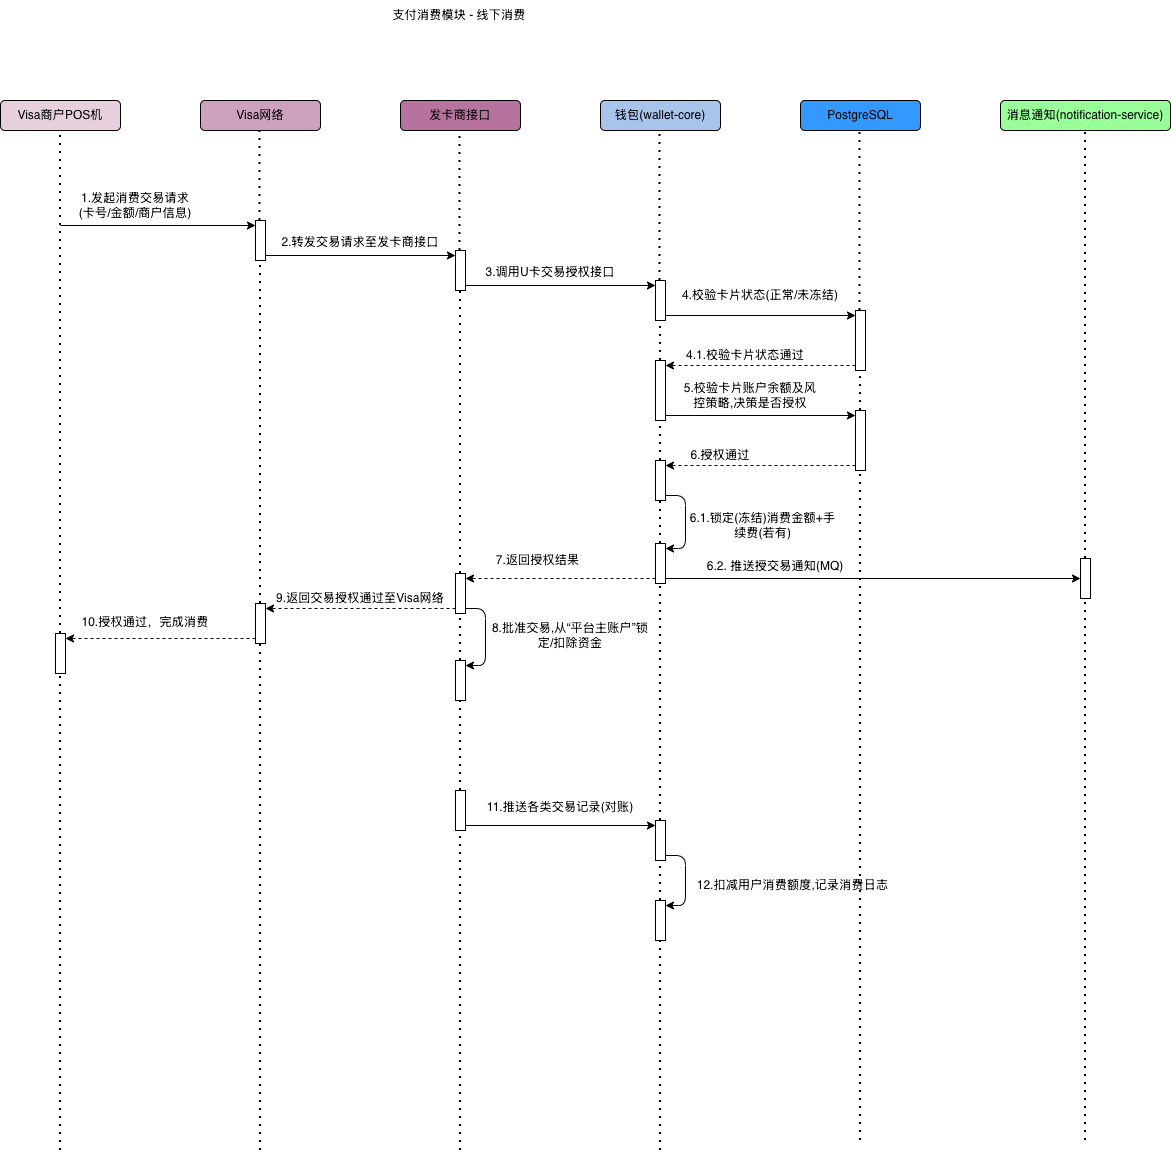 支付消费模块 - 线下消费
Visa商户POS机
Visa网络
发卡商接口
钱包(wallet-core)
PostgreSQL
消息通知(notification-service)
1.发起消费交易请求
(卡号/金额/商户信息)
2.转发交易请求至发卡商接口
3.调用U卡交易授权接口
4.校验卡片状态(正常/未冻结)
4.1.校验卡片状态通过
5.校验卡片账户余额及风
控策略,决策是否授权
6.授权通过
6.1.锁定(冻结)消费金额+手
续费(若有)
7.返回授权结果
6.2. 推送授交易通知(MQ)
9.返回交易授权通过至Visa网络
10.授权通过，完成消费
8.批准交易,从“平台主账户”锁
定/扣除资金
11.推送各类交易记录(对账)
12.扣减用户消费额度,记录消费日志